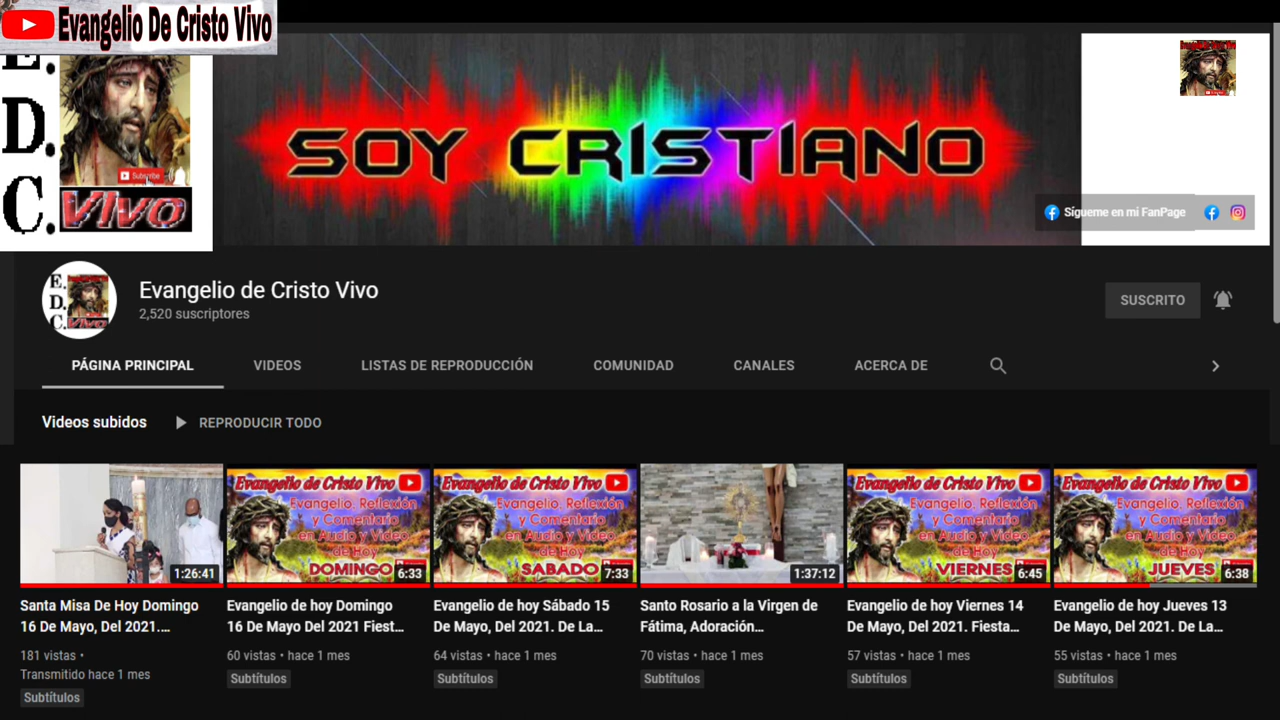 Evangelio De Cristo Vivo
E.
D.
C.
Subscribe
Vivo
SOY CRISTIANO
Sígueme en mi FanPage
E.
D.
C.
Vivo
Evangelio de Cristo Vivo
2,520 suscriptores
SUSCRITO
PÁGINA PRINCIPAL
VIDEOS
LISTAS DE REPRODUCCIÓN
COMUNIDAD
CANALES
ACERCA DE
Videos subidos
REPRODUCIR TODO
1:26:41
Santa Misa De Hoy Domingo
16 De Mayo, Del 2021....
181 vistas •
Transmitido hace 1 mes
Subtítulos
Evangelio de Cristo Vivo
Evangelio, Reflexión
y Comentario
en Audio y Video
de Hoy
DOMINGO
6:33
Evangelio de hoy Domingo
16 De Mayo Del 2021 Fiest...
60 vistas • hace 1 mes
Subtítulos
Evangelio de Cristo Vivo
Evangelio, Reflexión
y Comentario
en Audio y Video
de Hoy
SABADO
7:33
Evangelio de hoy Sábado 15
De Mayo, Del 2021. De La...
64 vistas • hace 1 mes
Subtítulos
1:37:12
Santo Rosario a la Virgen de
Fátima, Adoración...
70 vistas • hace 1 mes
Subtítulos
Evangelio de Cristo Vivo
Evangelio, Reflexión
y Comentario
en Audio y Video
de Hoy
VIERNES
6:45
Evangelio de hoy Viernes 14
De Mayo, Del 2021. Fiesta...
57 vistas • hace 1 mes
Subtítulos
Evangelio de Cristo Vivo
Evangelio, Reflexión
y Comentario
en Audio y Video
de Hoy
JUEVES
6:38
Evangelio de hoy Jueves 13
De Mayo, Del 2021. De La...
55 vistas • hace 1 mes
Subtítulos